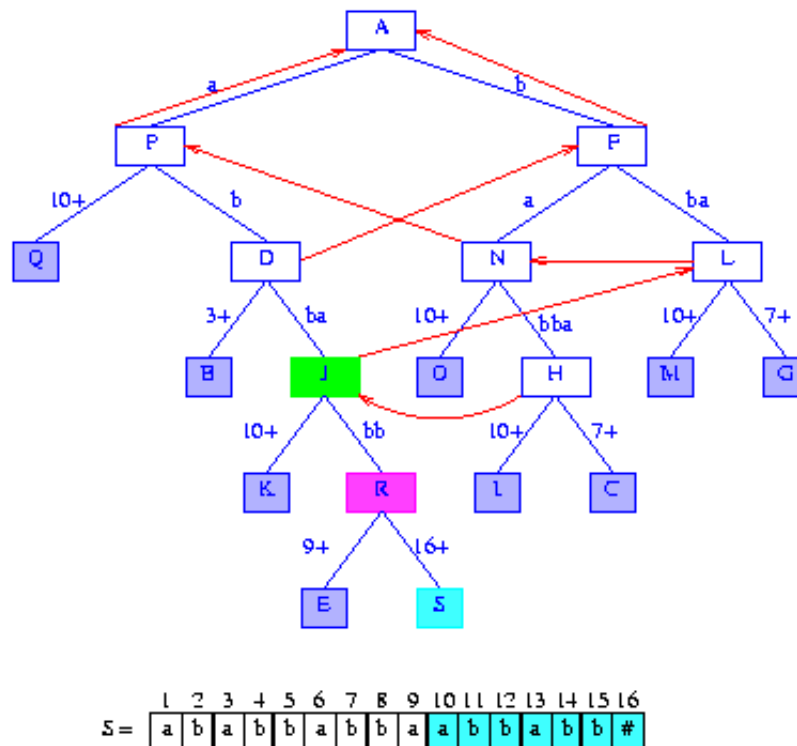 A
a b
P F
10+ b a ba
Q D N L
3+ ba 10+ bba 10+ 7+
B J O H M G
10+ bb 10+ 7+
K R I C
9+ 16+
E S
1 2 3 4 5 6 7 8 9 10 11 12 13 14 15 16
S = a b a b b a b b a a b b a b b #